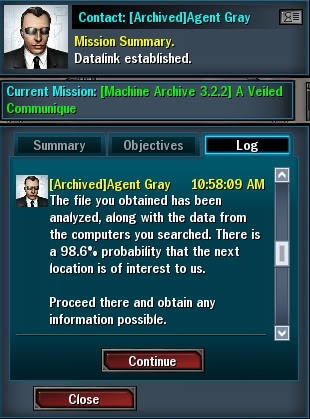 Contact: [Archived]Agent Gray
Mission Summary.
Datalink established.
Current Mission: [Machine Archive 3.2.2] A Veiled
Communique
Summary
Objectives
Log
[Archived]Agent Gray 10:58:09 AM
The file you obtained has been
analyzed, along with the data from
the computers you searched. There is
a 98.6% probability that the next
location is of interest to us.
Proceed there and obtain any
information possible.
Continue
Close